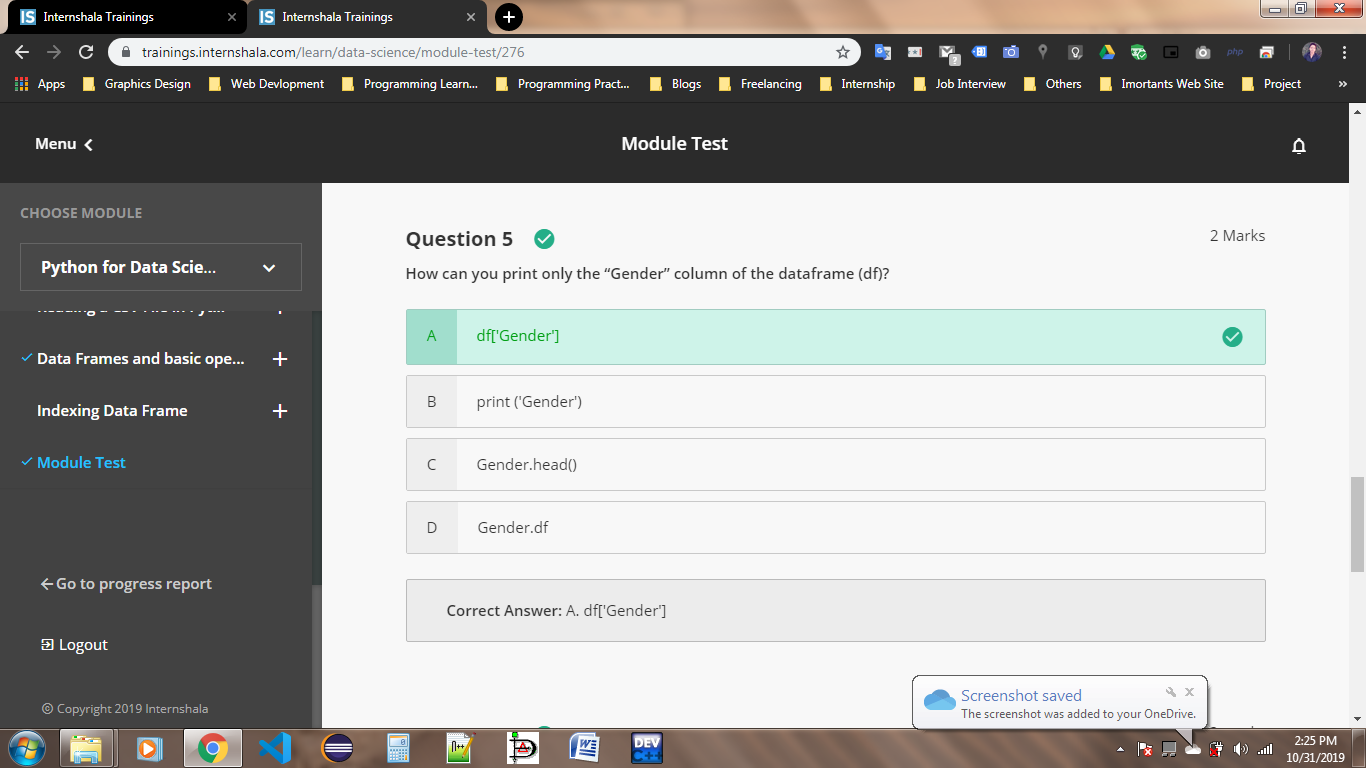 Internshala Trainings
Internshala Trainings
trainings.internshala.com/learn/data-science/module-test/276
Apps
Graphics Design
Web Devlopment
Programming Learn...
Programming Pract...
Blogs
Freelancing
Internship
Job Interview
Others
Imortants Web Site
Project
»
Menu
Module Test
CHOOSE MODULE
Python for Data Scie...
Data Frames and basic ope...
Indexing Data Frame
Module Test
Go to progress report
Logout
© Copyright 2019 Internshala
Question 5
2 Marks
How can you print only the “Gender” column of the dataframe (df)?
A df['Gender']
B print ('Gender')
C Gender.head()
D Gender.df
Correct Answer: A. df['Gender']
Screenshot saved
The screenshot was added to your OneDrive.
DEV
C++
2:25 PM
10/31/2019